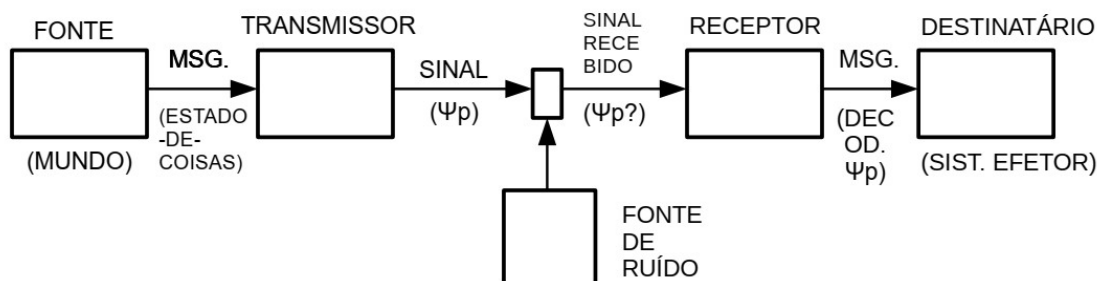 FONTE
MSG.
(ESTADO
-DE-
COISAS)
(MUNDO)
TRANSMISSOR
SINAL
(Ψp)
SINAL
RECE
BIDO
(Ψp?)
RECEPTOR
MSG.
(DEC
OD.
Ψp)
DESTINATÁRIO
(SIST. EFETOR)
FONTE
DE
RUÍDO